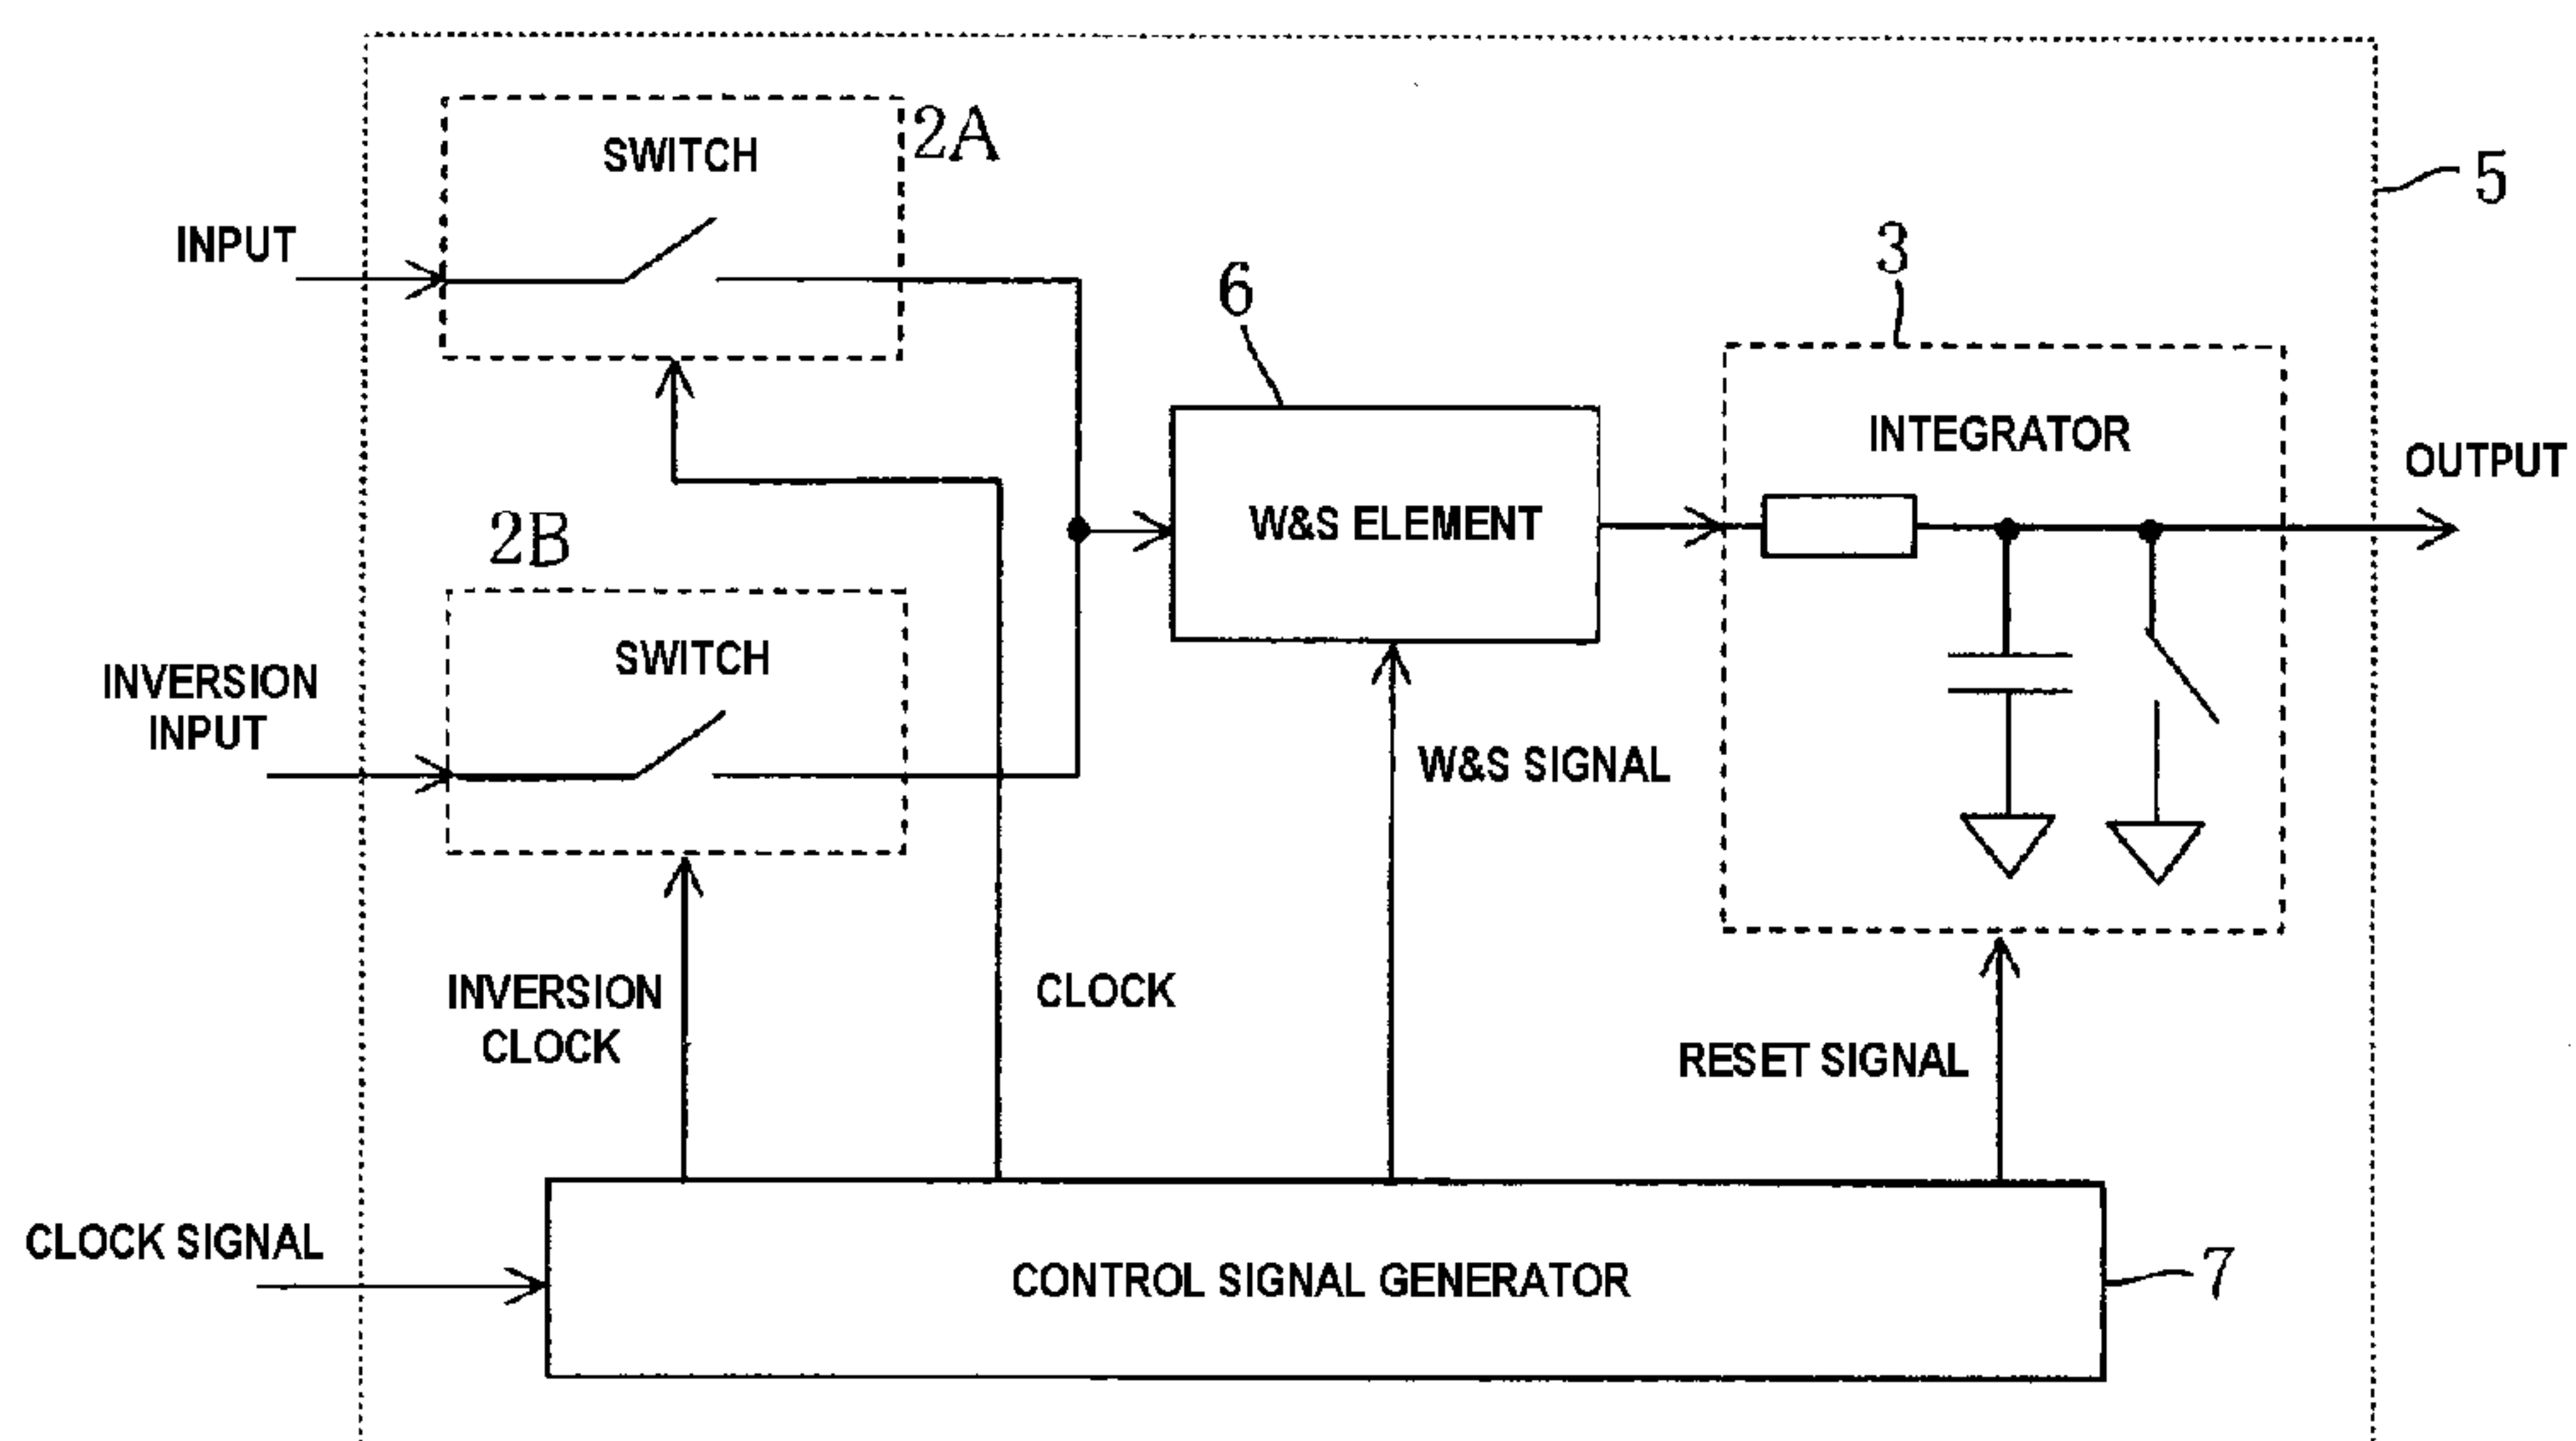 SWITCH
2A
5
INPUT
3
6
INTEGRATOR
OUTPUT
W&S ELEMENT
2B
SWITCH
INVERSION
INPUT
W&S SIGNAL
INVERSION
CLOCK
CLOCK
RESET SIGNAL
CLOCK SIGNAL
CONTROL SIGNAL GENERATOR
7